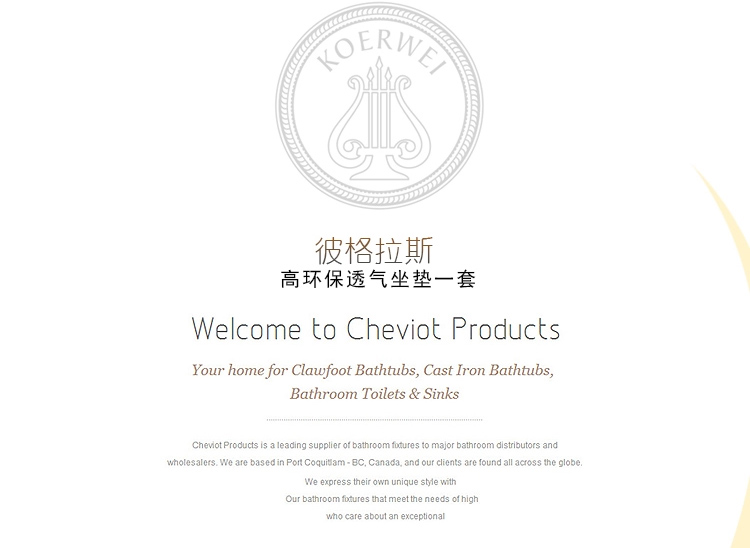 KOERWEI
彼格拉斯
高环保透气坐垫一套
Welcome to Cheviot Products
Your home for Clawfoot Bathtubs, Cast Iron Bathtubs,
Bathroom Toilets & Sinks
Cheviot Products is a leading supplier of bathroom fixtures to major bathroom distributors and
wholesalers. We are based in Port Coquitlam - BC, Canada, and our clients are found all across the globe.
We express their own unique style with
Our bathroom fixtures that meet the needs of high
who care about an exceptional